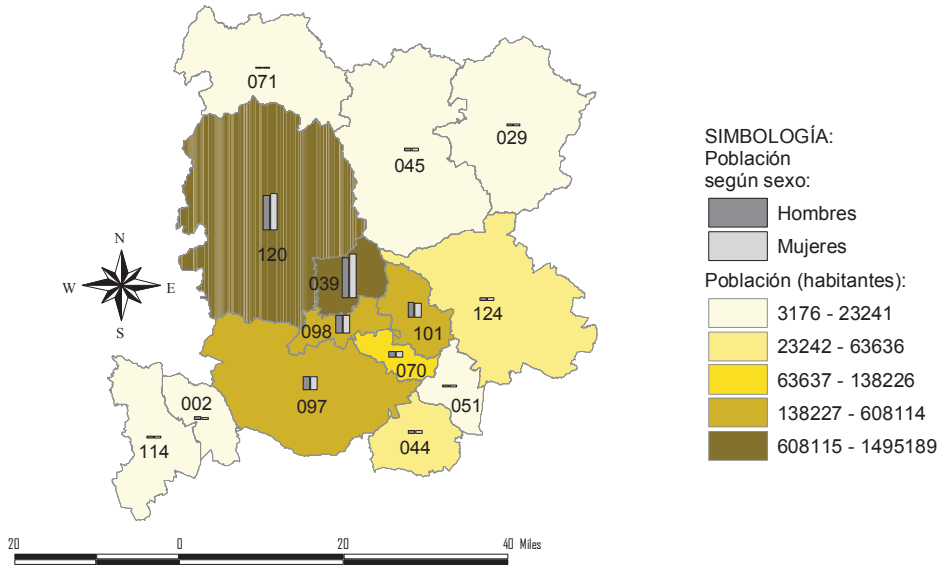 071
029
045
120
039
124
098
101
070
002
097
051
114
044
N
W
E
S
SIMBOLOGÍA:
Población
según sexo:
Hombres
Mujeres
Población (habitantes):
3176 - 23241
23242 - 63636
63637 - 138226
138227 - 608114
608115 - 1495189
20 0 20 40 Miles